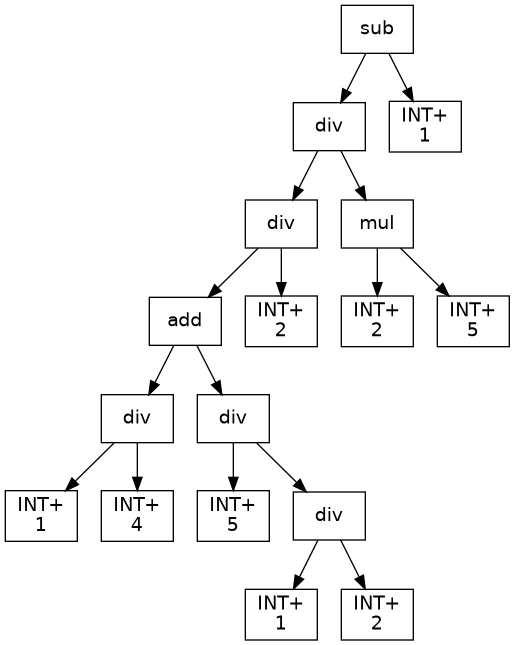 sub
div
INT+
1
div
mul
add
INT+
2
INT+
2
INT+
5
div
div
INT+
1
INT+
4
INT+
5
div
INT+
1
INT+
2